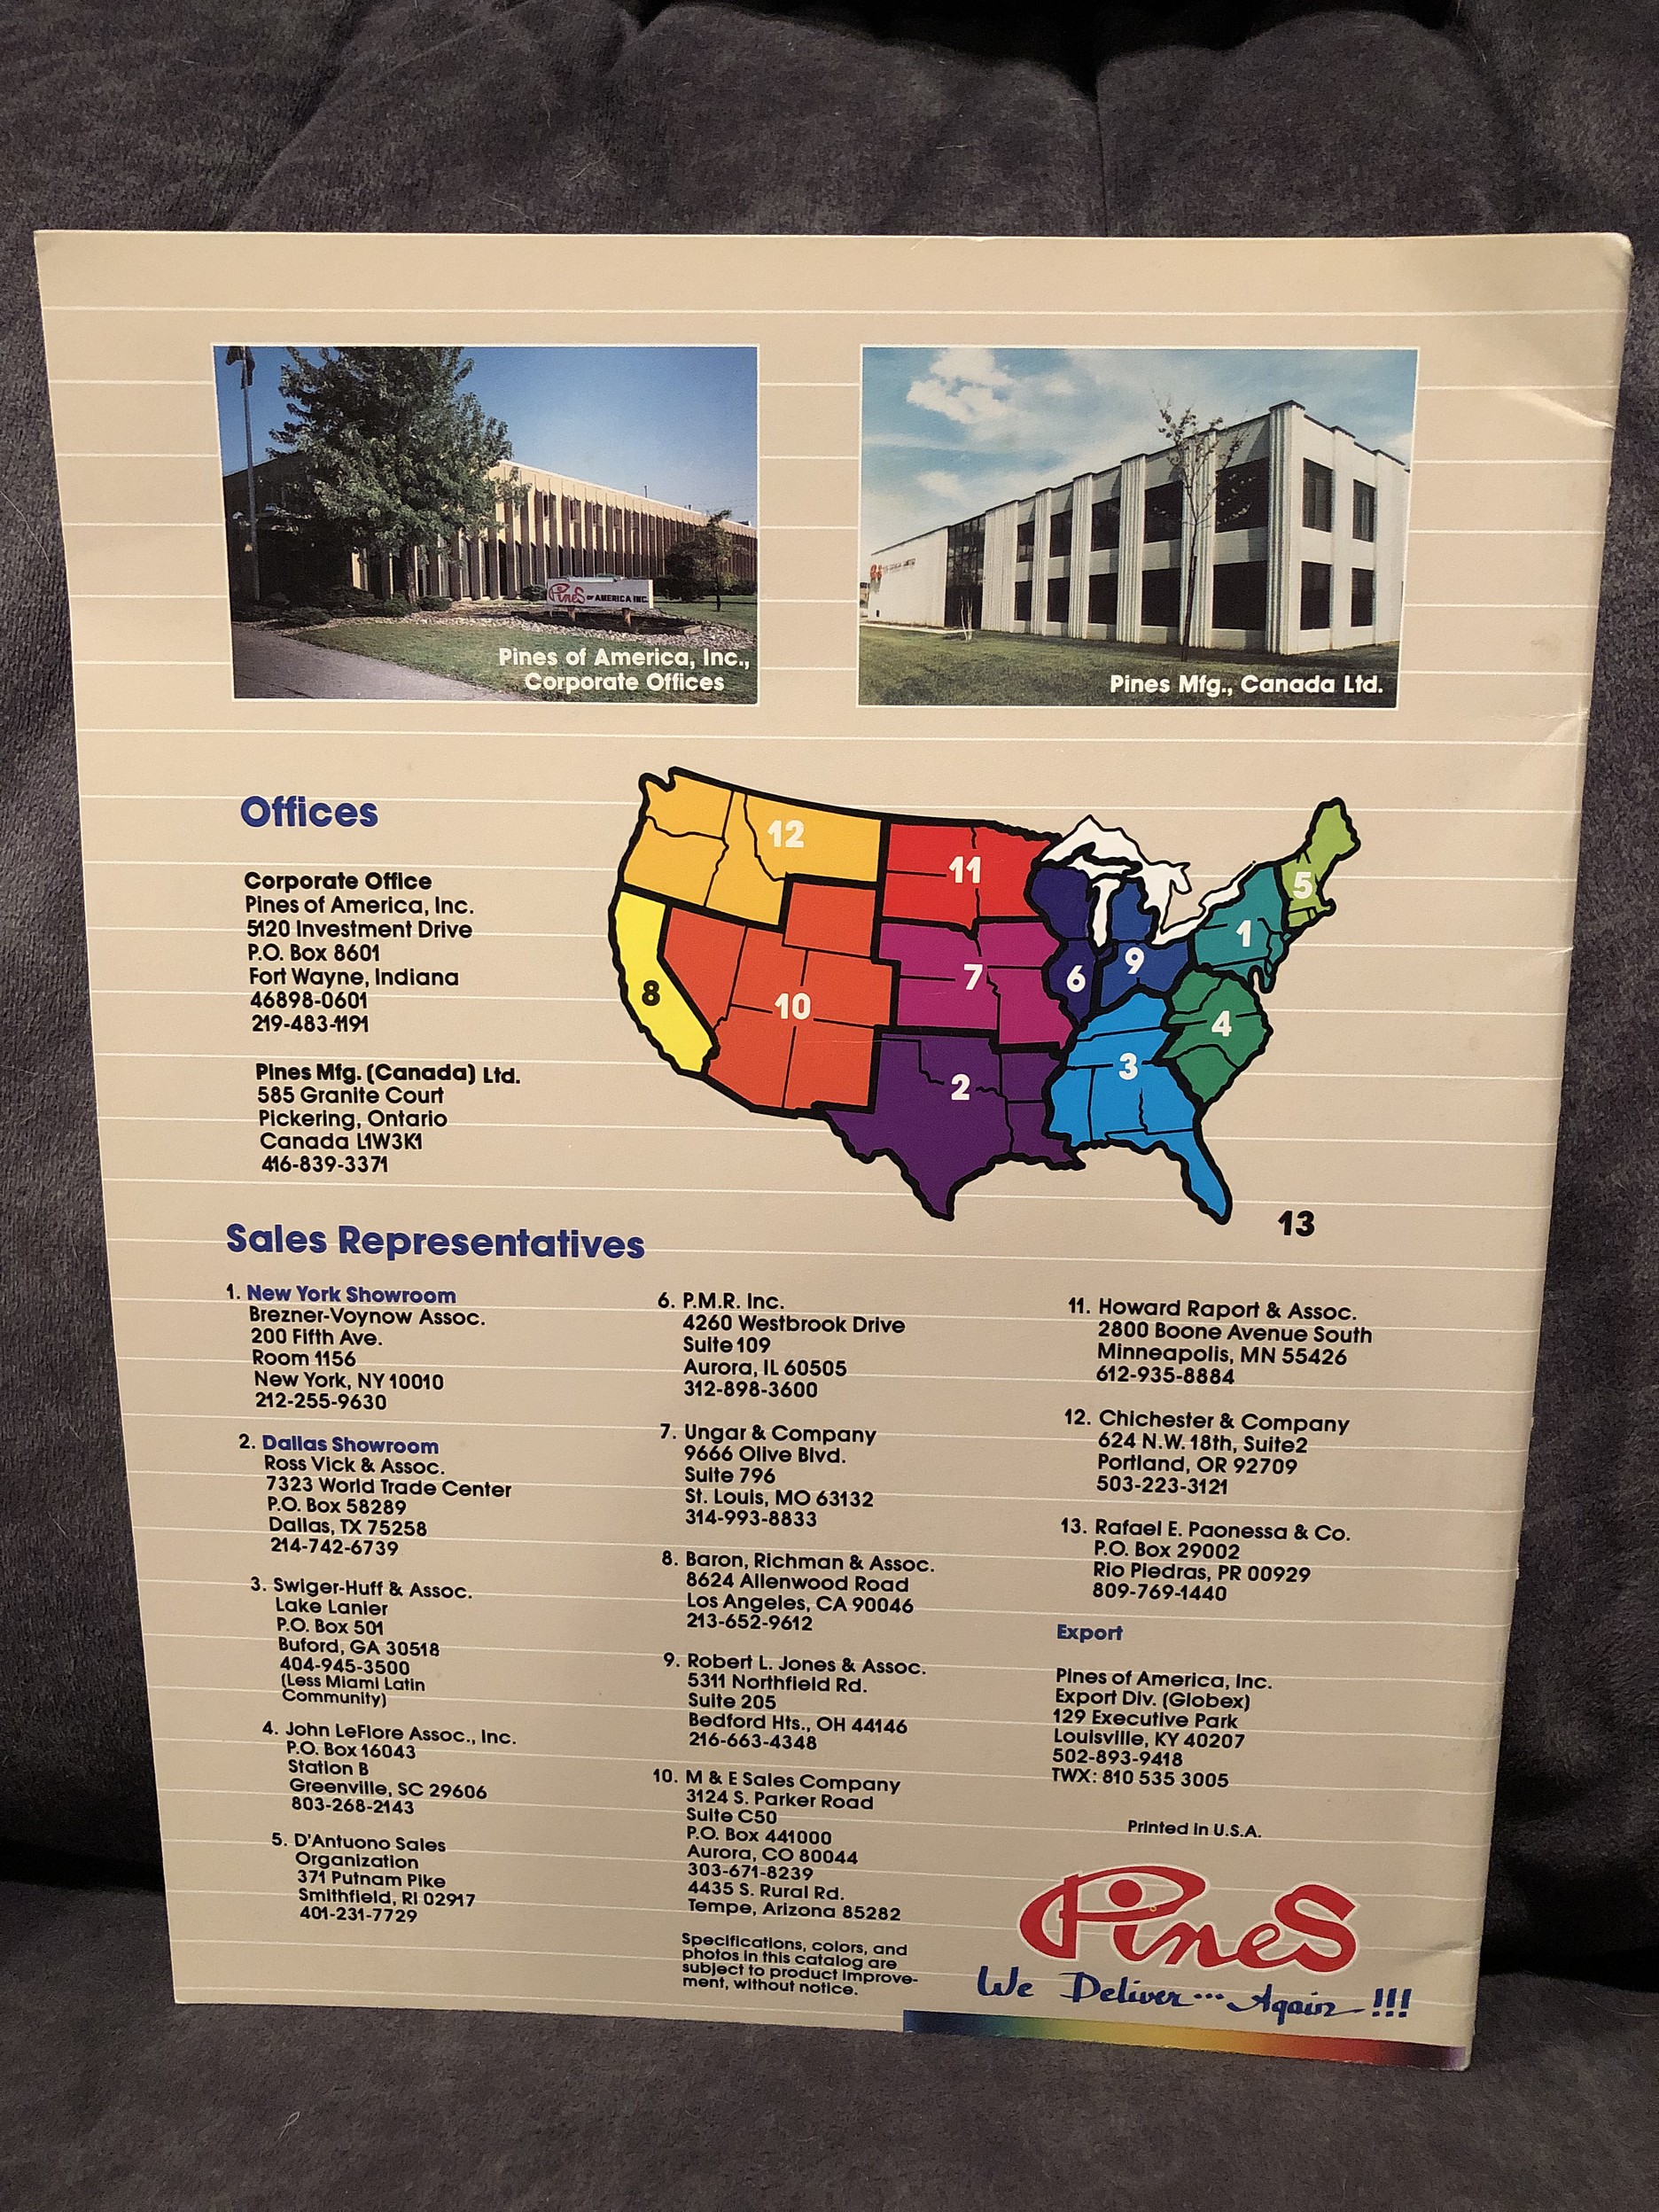 Pines OF AMERICA INC.
Pines of America, Inc.,
Corporate Offices
Pines Mfg., Canada Ltd.
Offices
Corporate Office
Pines of America, Inc.
5120 Investment Drive
P.O. Box 8601
Fort Wayne, Indiana
46898-0601
219-483-1191
Pines Mfg. (Canada) Ltd.
585 Granite Court
Pickering, Ontario
Canada L1W3K1
416-839-3371
12
11
5
1
9
6
7
8
10
4
3
2
13
Sales Representatives
1. New York Showroom
Brezner-Voynow Assoc.
200 Fifth Ave.
Room 1156
New York, NY 10010
212-255-9630
2. Dallas Showroom
Ross Vick & Assoc.
7323 World Trade Center
P.O. Box 58289
Dallas, TX 75258
214-742-6739
3. Swiger-Huff & Assoc.
Lake Lanier
P.O. Box 501
Buford, GA 30518
404-945-3500
(Less Miami Latin
Community)
4. John LeFlore Assoc., Inc.
P.O. Box 16043
Station B
Greenville, SC 29606
803-268-2143
5. D'Antuono Sales
Organization
371 Putnam Pike
Smithfield, RI 02917
401-231-7729
6. P.M.R. Inc.
4260 Westbrook Drive
Suite 109
Aurora, IL 60505
312-898-3600
7. Ungar & Company
9666 Olive Blvd.
Suite 796
St. Louis, MO 63132
314-993-8833
8. Baron, Richman & Assoc.
8624 Allenwood Road
Los Angeles, CA 90046
213-652-9612
9. Robert L. Jones & Assoc.
5311 Northfield Rd.
Suite 205
Bedford Hts., OH 44146
216-663-4348
10. M & E Sales Company
3124 S. Parker Road
Suite C50
P.O. Box 441000
Aurora, CO 80044
303-671-8239
4435 S. Rural Rd.
Tempe, Arizona 85282
Specifications, colors, and
photos in this catalog are
subject to product improve-
ment, without notice.
11. Howard Raport & Assoc.
2800 Boone Avenue South
Minneapolis, MN 55426
612-935-8884
12. Chichester & Company
624 N.W. 18th, Suite2
Portland, OR 92709
503-223-3121
13. Rafael E. Paonessa & Co.
P.O. Box 29002
Rio Piedras, PR 00929
809-769-1440
Export
Pines of America, Inc.
Export Div. (Globex)
129 Executive Park
Louisville, KY 40207
502-893-9418
TWX: 810 535 3005
Printed in U.S.A.
Pines
We Deliver... Again!!!